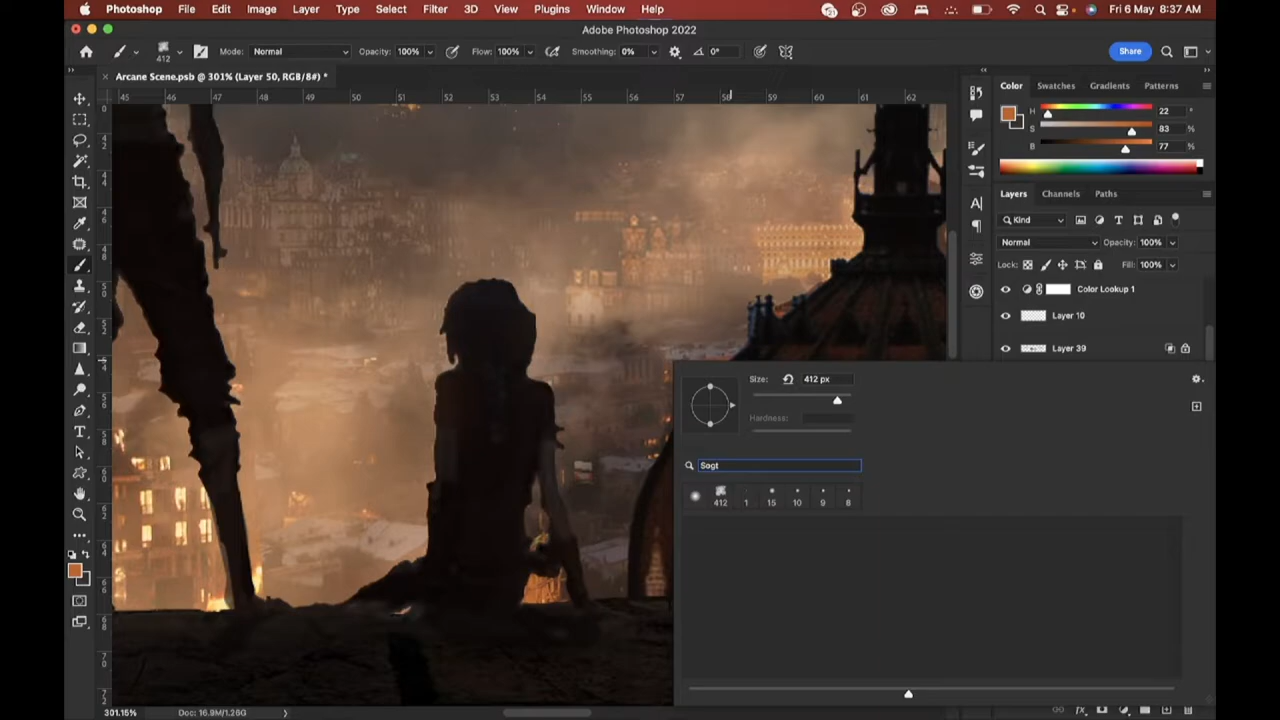 Photoshop File Edit Image Layer Type Select Filter 3D View Plugins Window Help Fri 6 May 8:37 AM
Adobe Photoshop 2022
412 Mode: Normal Opacity: 100% Flow: 100% Smoothing: 0% 0° Share
Arcane Scene.psb @ 301% (Layer 50, RGB/8#) *
45 46 47 48 49 50 51 52 53 54 55 56 57 58 59 60 61 62
Color Swatches Gradients Patterns
H 22 °
S 83 %
B 77 %
Layers Channels Paths
Kind
Normal Opacity: 100%
Lock: Fill: 100%
Color Lookup 1
Layer 10
Layer 39
Size: 412 px
Hardness:
Sogt
412 1 15 10 9 8
301.15% Doc: 16.9M/1.26G